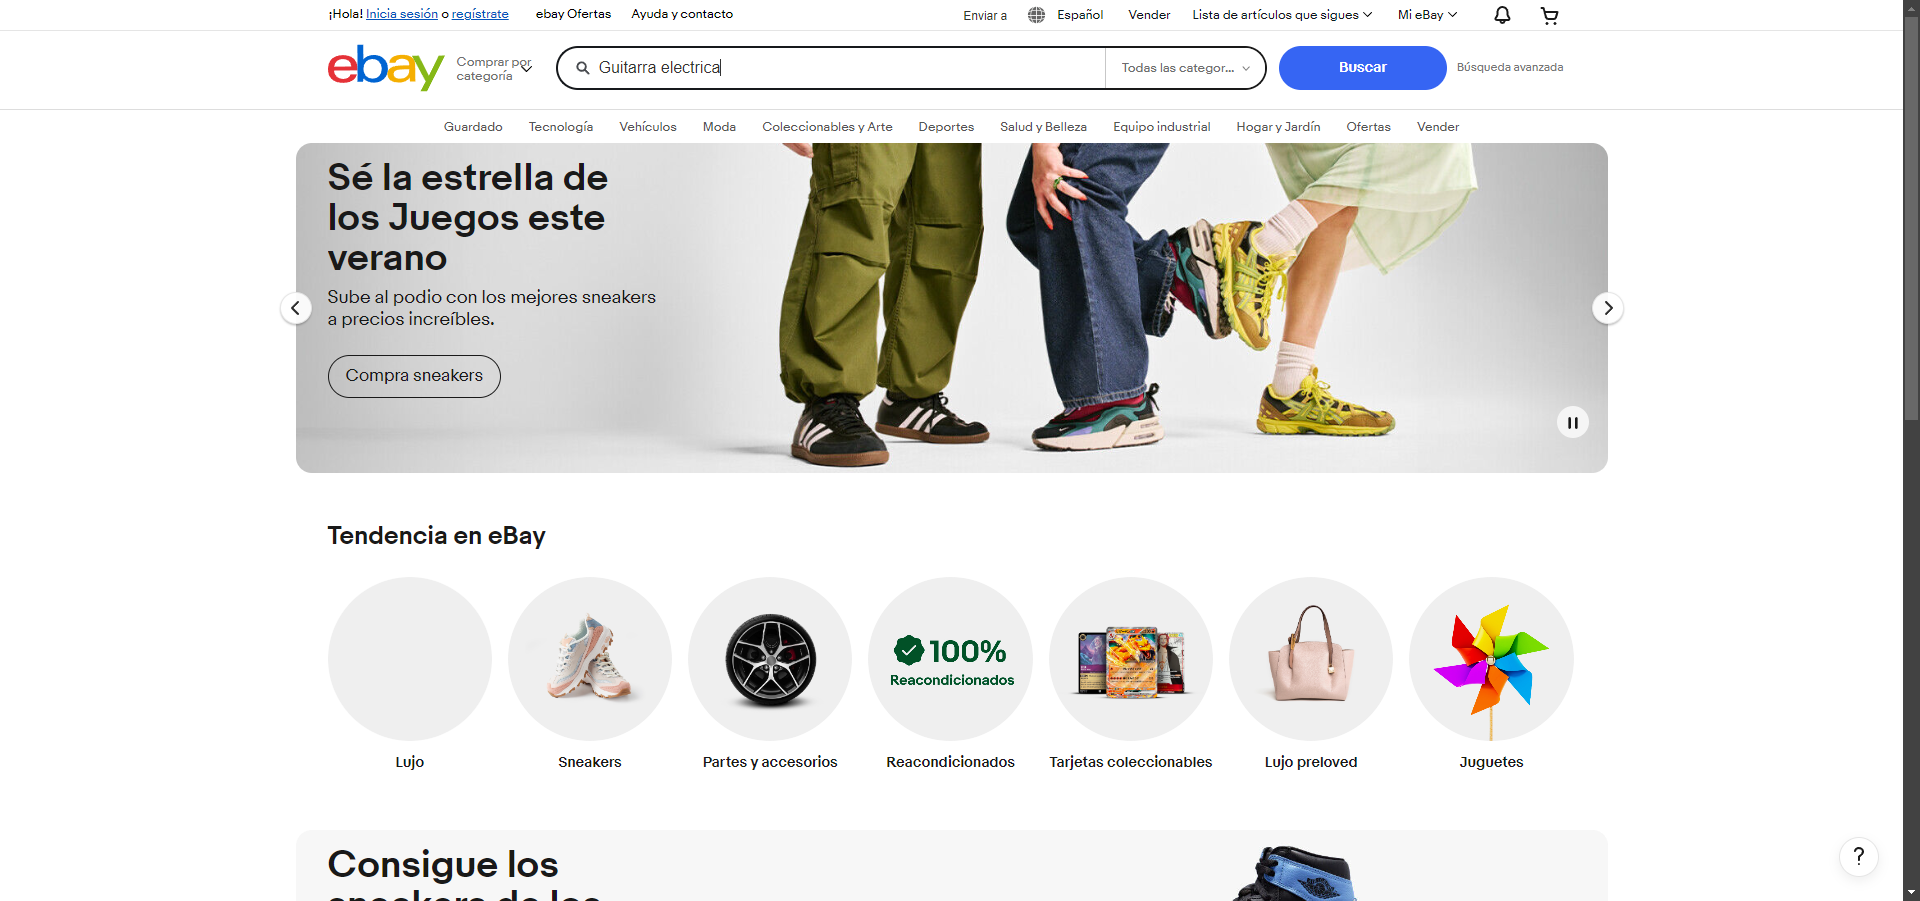 ¡Hola! Inicia sesión o regístrate ebay Ofertas Ayuda y contacto Enviar a Español Vender Lista de artículos que sigues Mi eBay
ebay
Comprar por
categoría
Guitarra electrica
Todas las categor...
Buscar
Búsqueda avanzada
Guardado Tecnología Vehículos Moda Coleccionables y Arte Deportes Salud y Belleza Equipo industrial Hogar y Jardín Ofertas Vender
Sé la estrella de
los Juegos este
verano
Sube al podio con los mejores sneakers
a precios increíbles.
Compra sneakers
Tendencia en eBay
100%
Reacondicionados
Lujo Sneakers Partes y accesorios Reacondicionados Tarjetas coleccionables Lujo preloved Juguetes
Consigue los
sneakers de los
?